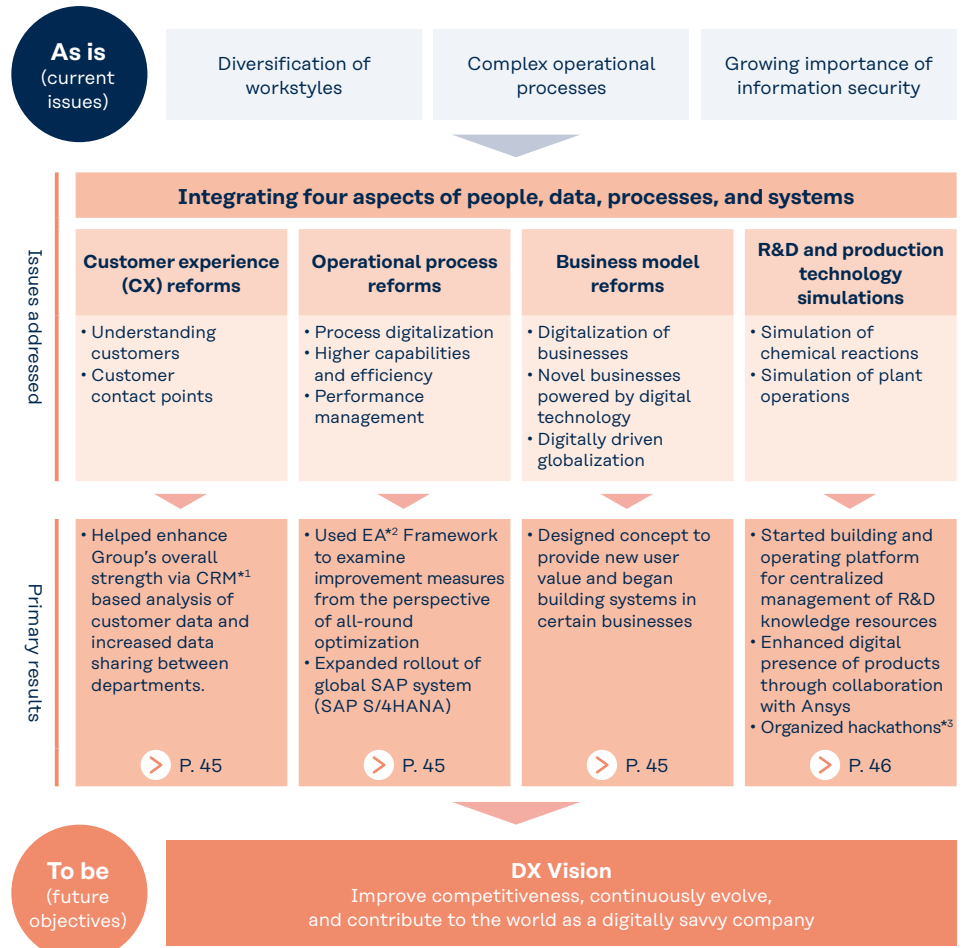 As is
(current
issues)
Diversification of
workstyles
Complex operational
processes
Growing importance of
information security
Integrating four aspects of people, data, processes, and systems
Issues addressed
Customer experience
(CX) reforms
• Understanding
customers
• Customer
contact points
Operational process
reforms
• Process digitalization
• Higher capabilities
and efficiency
• Performance
management
Business model
reforms
• Digitalization of
businesses
• Novel businesses
powered by digital
technology
• Digitally driven
globalization
R&D and production
technology
simulations
• Simulation of
chemical reactions
• Simulation of plant
operations
Primary results
• Helped enhance
Group's overall
strength via CRM*1
based analysis of
customer data and
increased data
sharing between
departments.
P. 45
• Used EA*2 Framework
to examine
improvement measures
from the perspective
of all-round
optimization
• Expanded rollout of
global SAP system
(SAP S/4HANA)
P. 45
• Designed concept to
provide new user
value and began
building systems in
certain businesses
P. 45
• Started building and
operating platform
for centralized
management of R&D
knowledge resources
• Enhanced digital
presence of products
through collaboration
with Ansys
• Organized hackathons*3
P. 46
To be
(future
objectives)
DX Vision
Improve competitiveness, continuously evolve,
and contribute to the world as a digitally savvy company